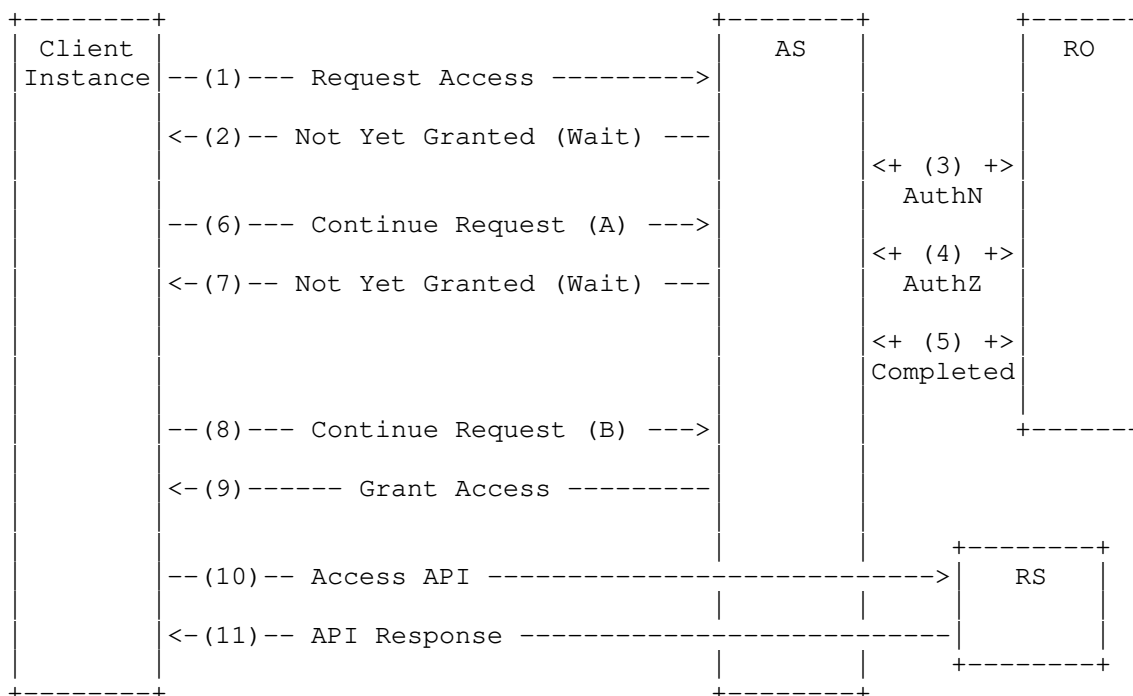 Client AS RO
Instance --(1)--- Request Access --------->
<-(2)-- Not Yet Granted (Wait) ---
<+ (3) +>
AuthN
--(6)--- Continue Request (A) --->
<+ (4) +>
<-(7)-- Not Yet Granted (Wait) --- AuthZ
<+ (5) +>
Completed
--(8)--- Continue Request (B) --->
<-(9)------ Grant Access --------
--(10)-- Access API ----------------------------> RS
<-(11)-- API Response ---------------------------